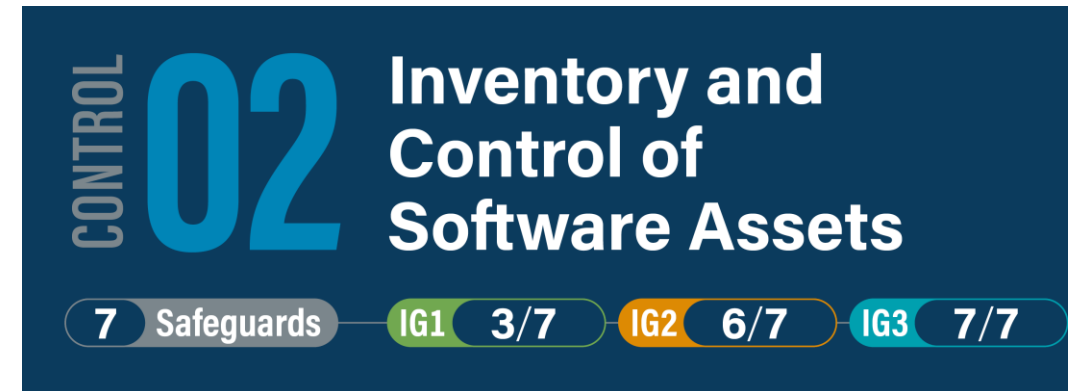 CONTROL
02
Inventory and
Control of
Software Assets
7 Safeguards IG1 3/7 IG2 6/7 IG3 7/7